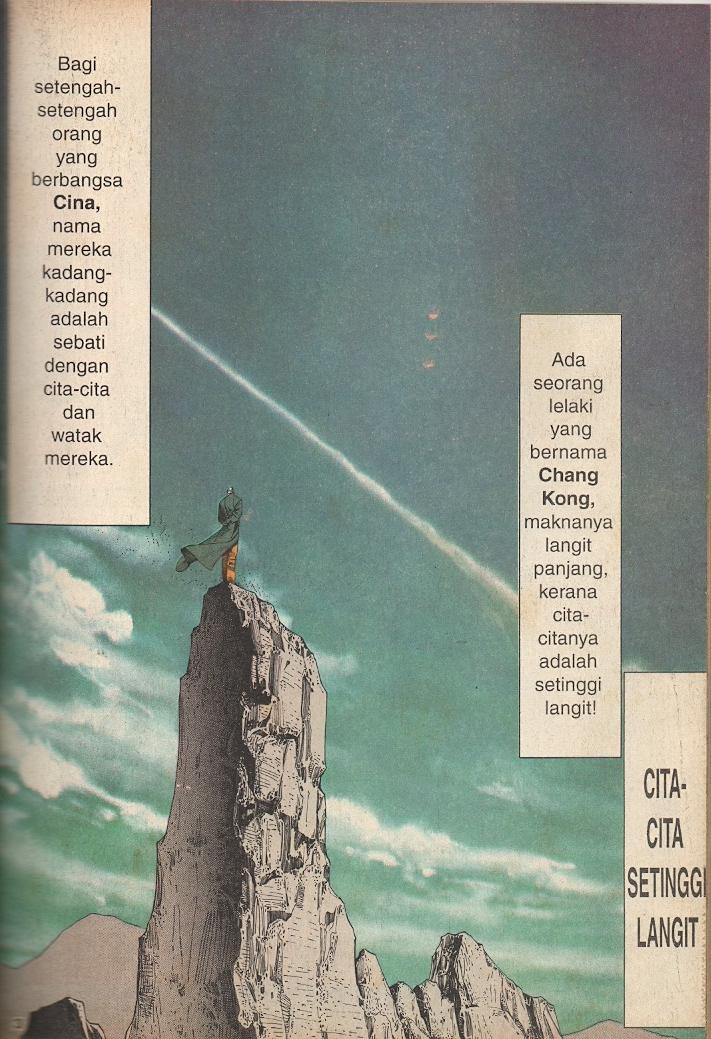 Bagi
setengah-
setengah
orang
yang
berbangsa
Cina,
nama
mereka
kadang-
kadang
adalah
sebati
dengan
cita-cita
dan
watak
mereka.
Ada
seorang
lelaki
yang
bernama
Chang
Kong,
maknanya
langit
panjang,
kerana
cita-
citanya
adalah
setinggi
langit!
CITA-
CITA
SETINGGI
LANGIT